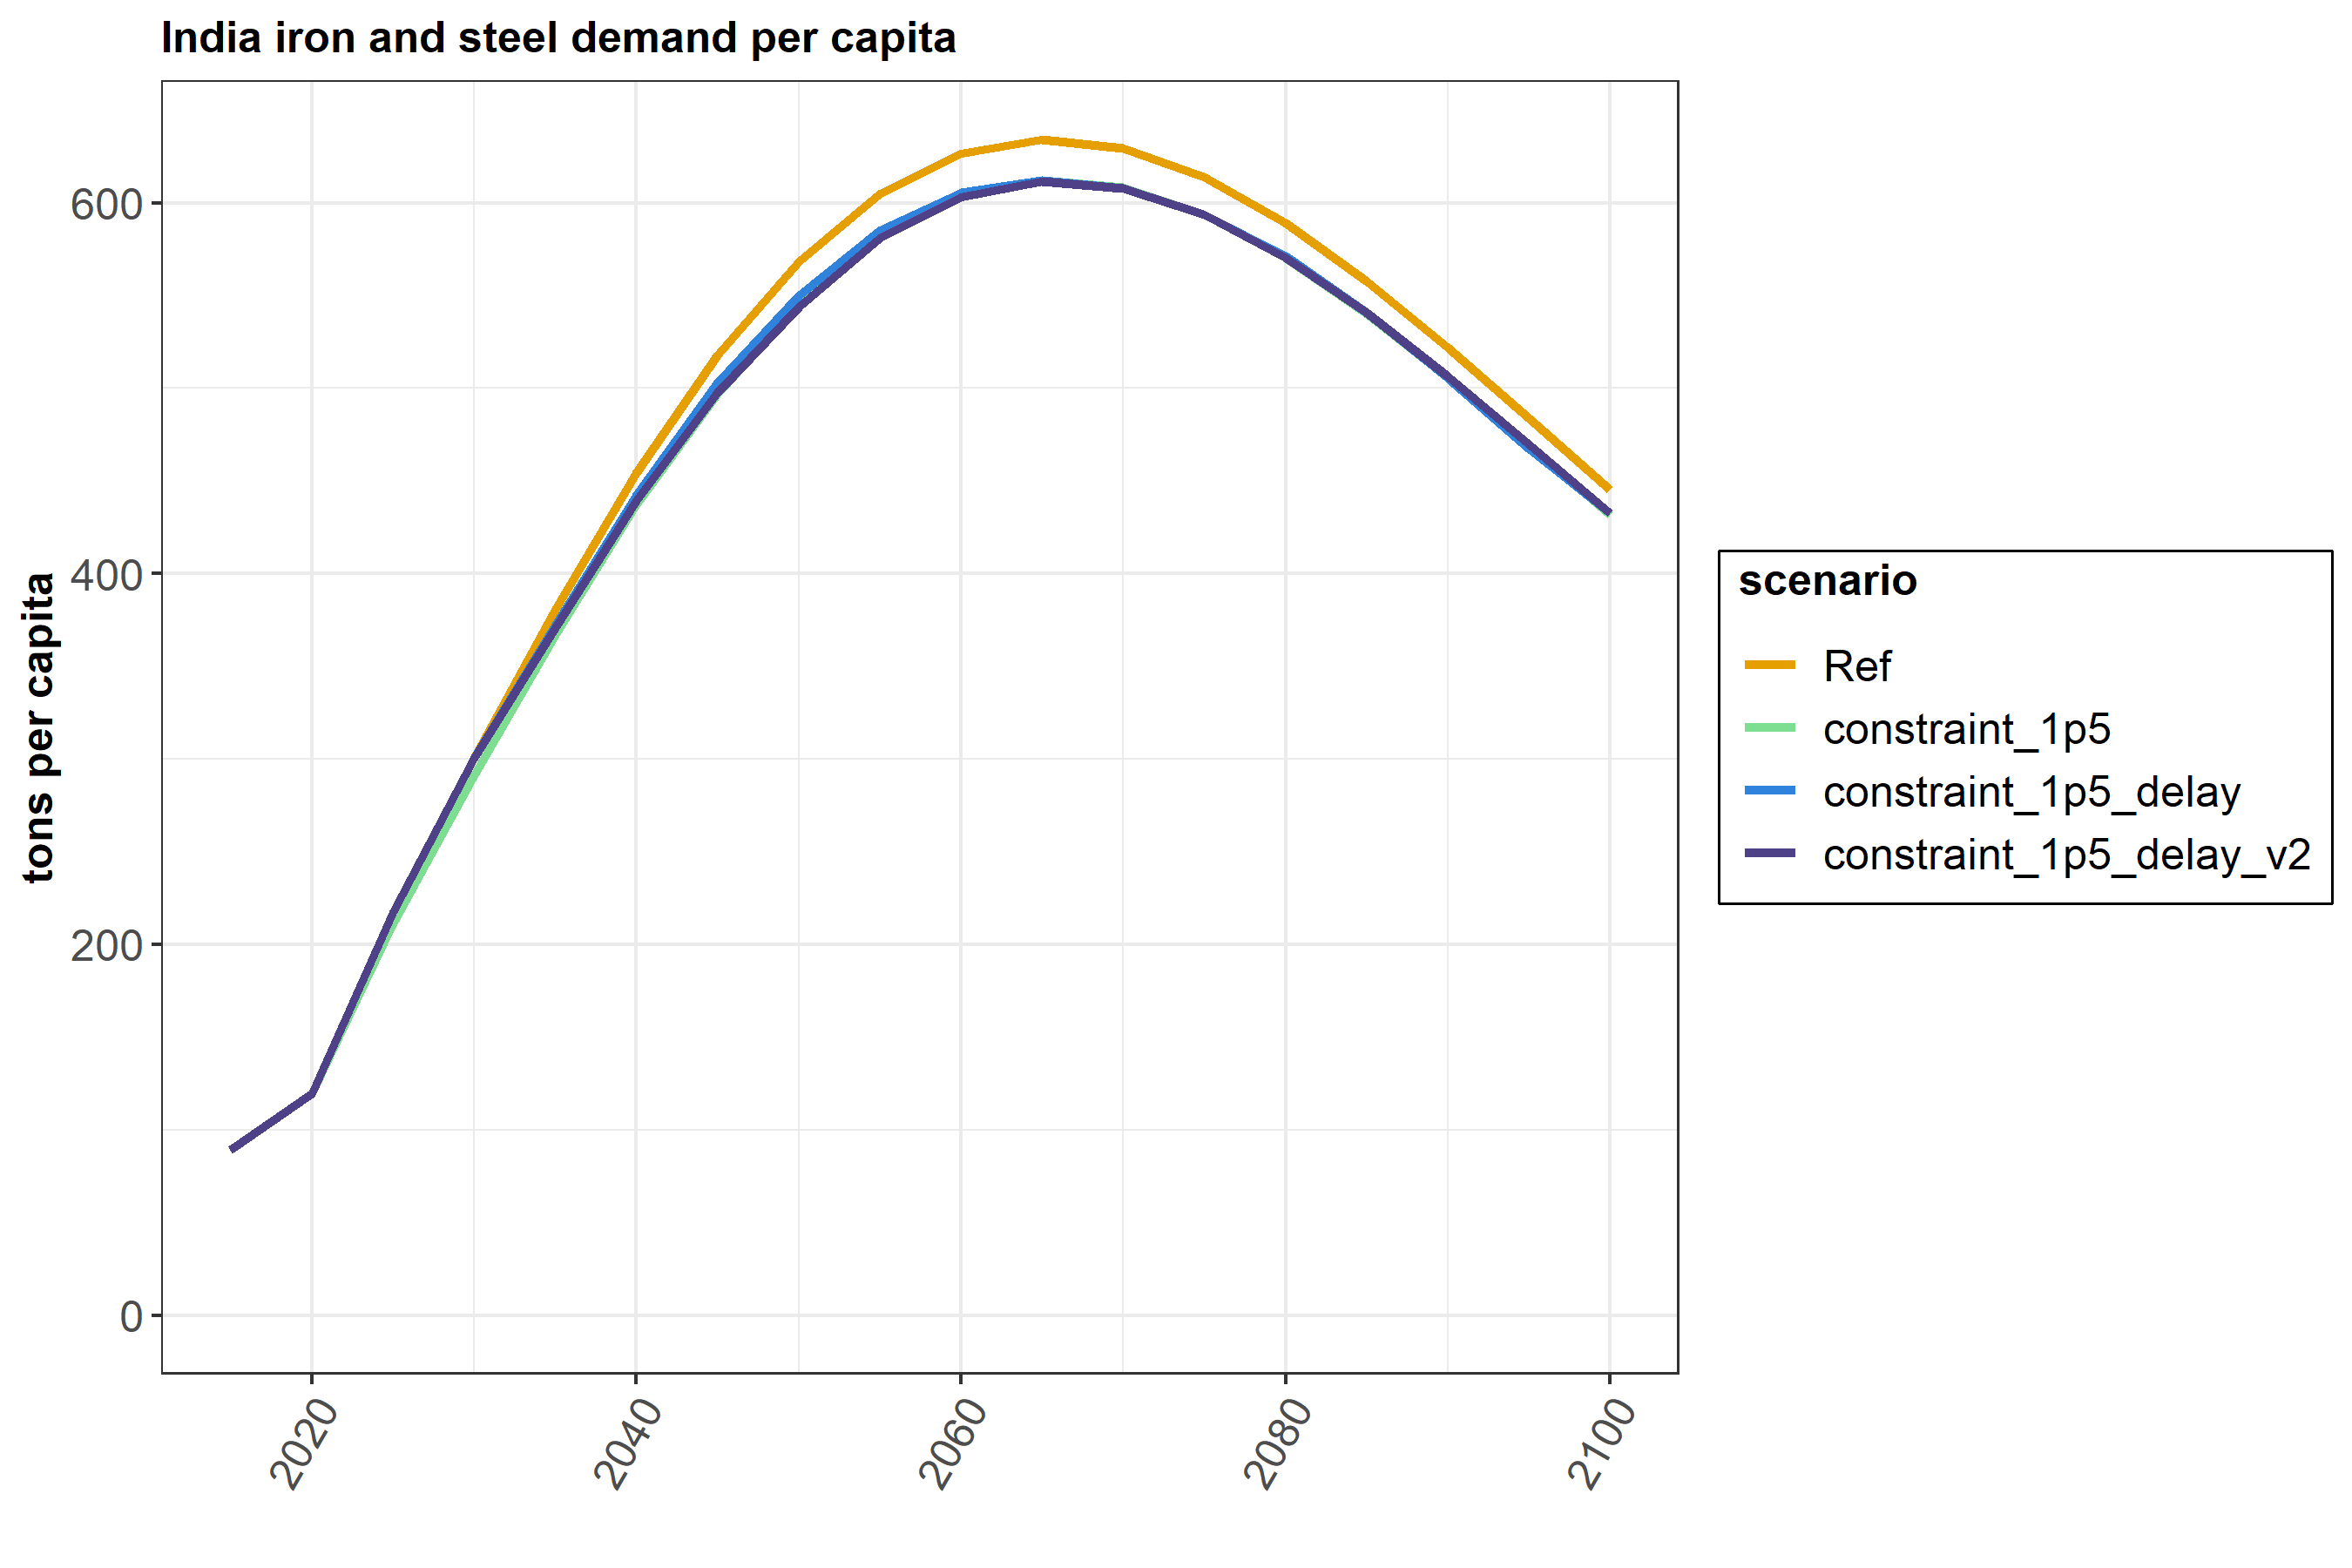 India iron and steel demand per capita
tons per capita
600
400
200
0
2020
2040
2060
2080
2100
scenario
Ref
constraint_1p5
constraint_1p5_delay
constraint_1p5_delay_v2